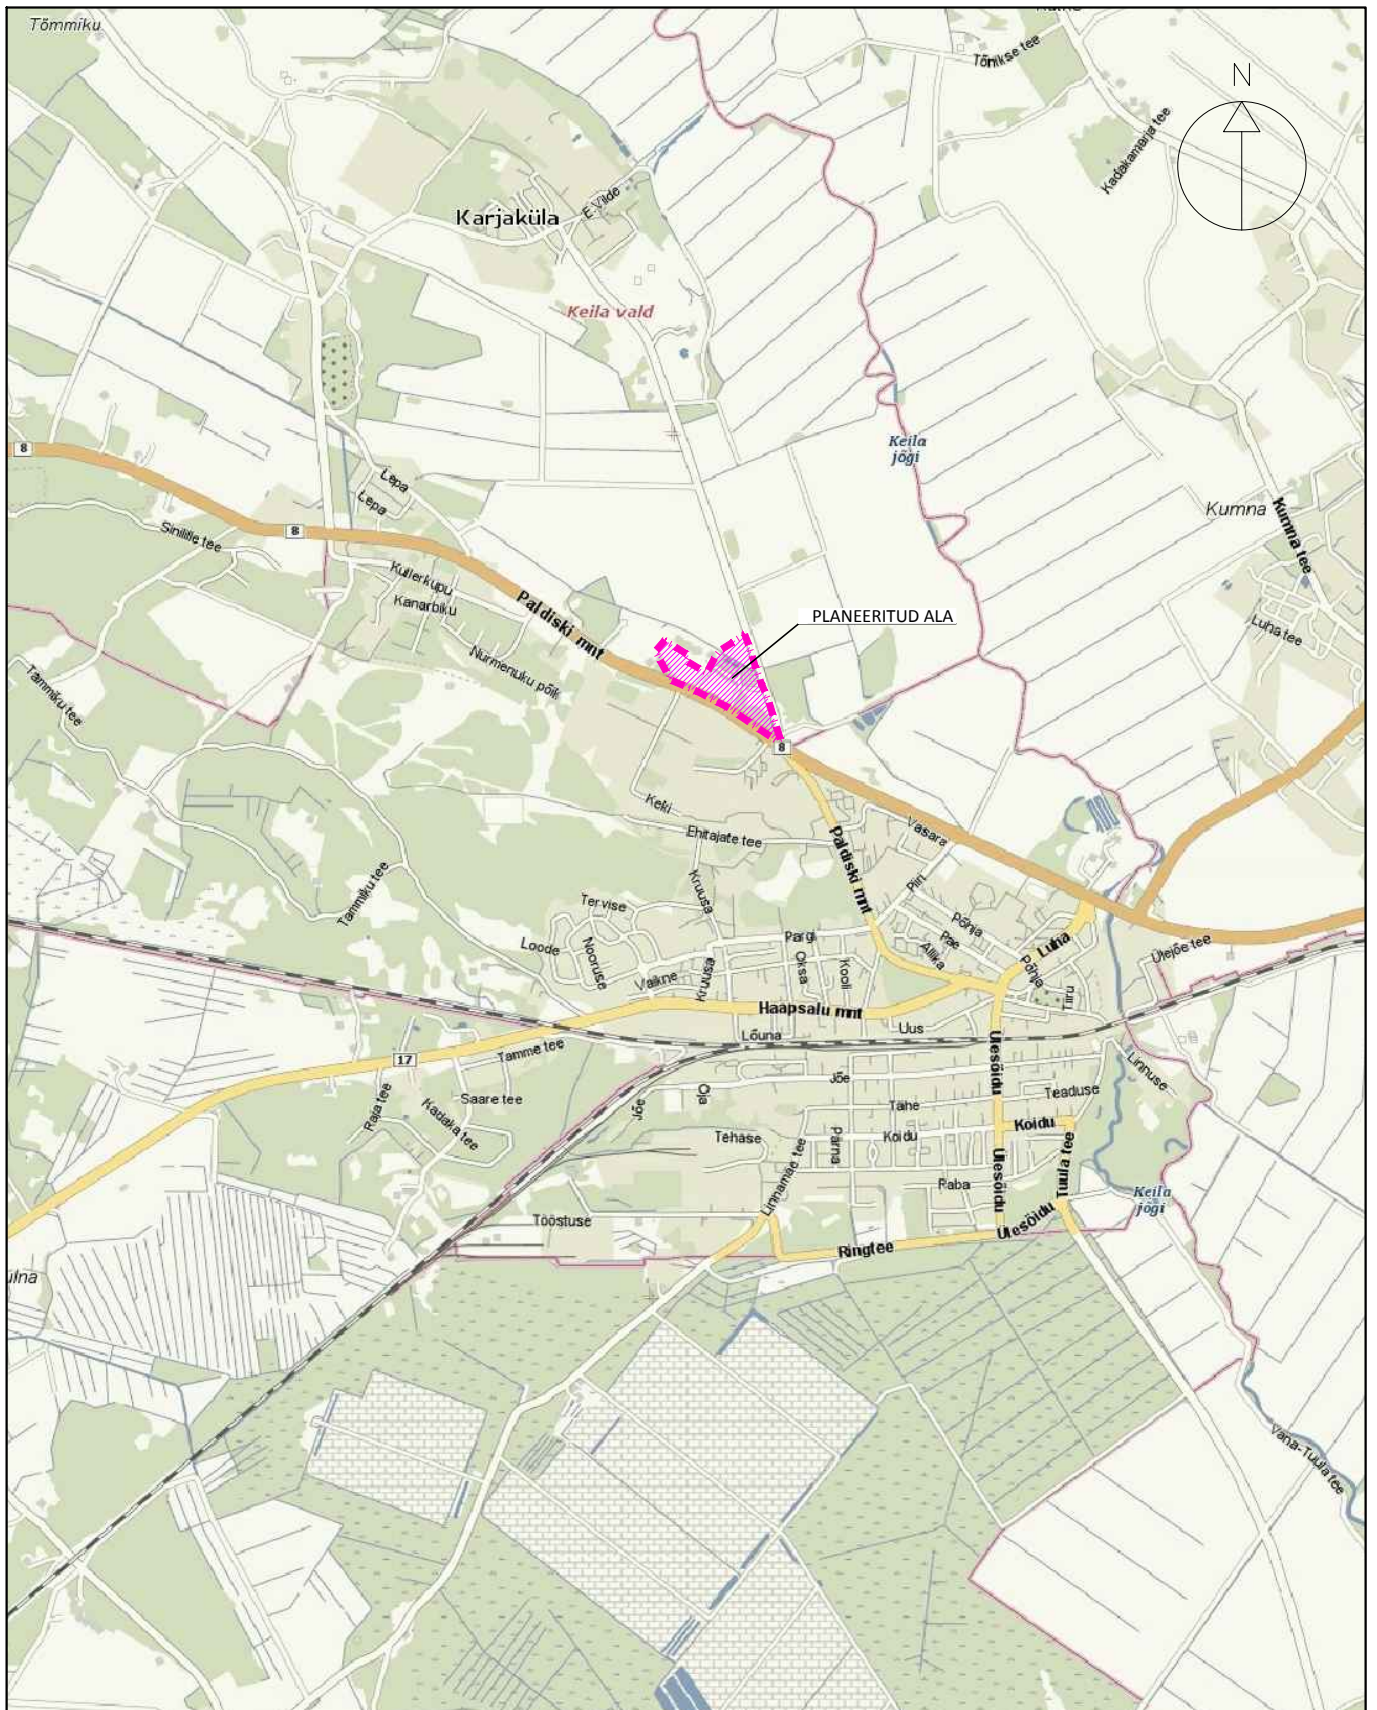 Tõmmiku
Tõnikse tee
N
Kadakamarja tee
Karjaküla
E.Vilde
Keila vald
Keila
jõgi
8
Lepa
Lepa
Kumna
Kumna tee
8
Sinilille tee
Kullerkupu
Kanarbiku
Paldiski mnt
PLANEERITUD ALA
Luha tee
Nurmenuku põik
Tammiku tee
8
Keki
Ehitajate tee
Vasara
Paldiski mnt
Tammiku tee
Kruusa
Piiri
Tervise
Põhja
Loode
Nooruse
Pargi
Pae
Allika
Luha
Ülejõe tee
Oksa
Kooli
Põhja
Vaikne
Kruusa
Tiiru
Haapsalu mnt
Uus
Lõuna
Ülesõidu
17
Tamme tee
Linnuse
Jõe
Oja
Teaduse
Raja tee
Saare tee
Jõe
Tähe
Kadaka tee
Koidu
Tehase
Pärna
Koidu
Linnamäe tee
Ülesõidu
Tuula tee
Raba
Keila
jõgi
Tööstuse
Ülesõidu
Ringtee
Vana-Tuula tee